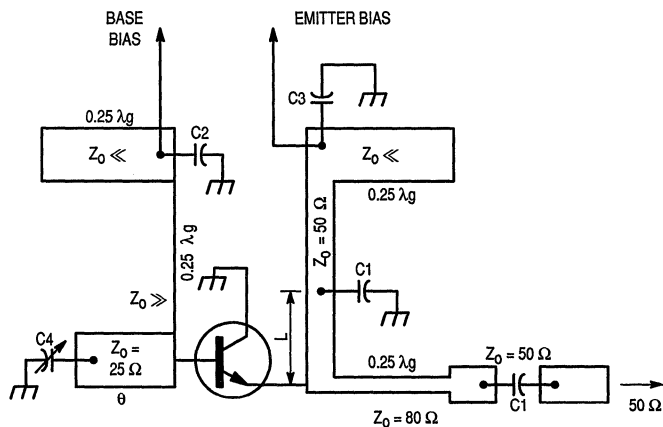 BASE
BIAS
EMITTER BIAS
C3
0.25 λg
C2
Z₀ ≪
Z₀ ≪
0.25 λg
Z₀ = 50 Ω
0.25 λg
Z₀ ≫
C1
L
C4
Z₀ =
25 Ω
θ
0.25 λg
Z₀ = 50 Ω
C1
50 Ω
Z₀ = 80 Ω